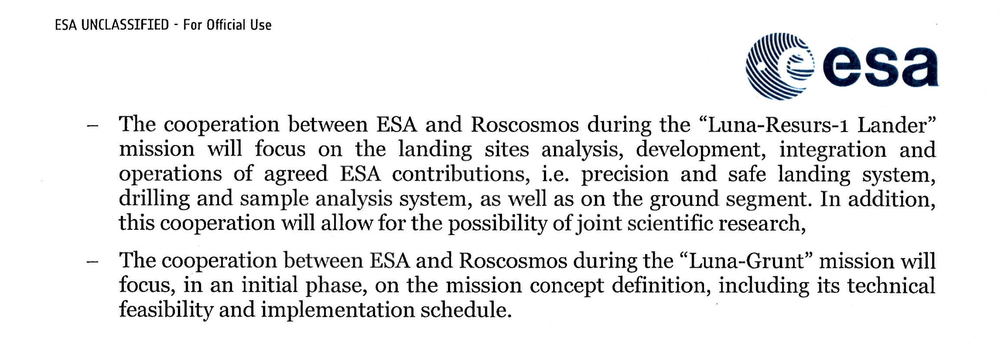 ESA UNCLASSIFIED - For Official Use
esa
– The cooperation between ESA and Roscosmos during the “Luna-Resurs-1 Lander”
mission will focus on the landing sites analysis, development, integration and
operations of agreed ESA contributions, i.e. precision and safe landing system,
drilling and sample analysis system, as well as on the ground segment. In addition,
this cooperation will allow for the possibility of joint scientific research,
– The cooperation between ESA and Roscosmos during the “Luna-Grunt” mission will
focus, in an initial phase, on the mission concept definition, including its technical
feasibility and implementation schedule.